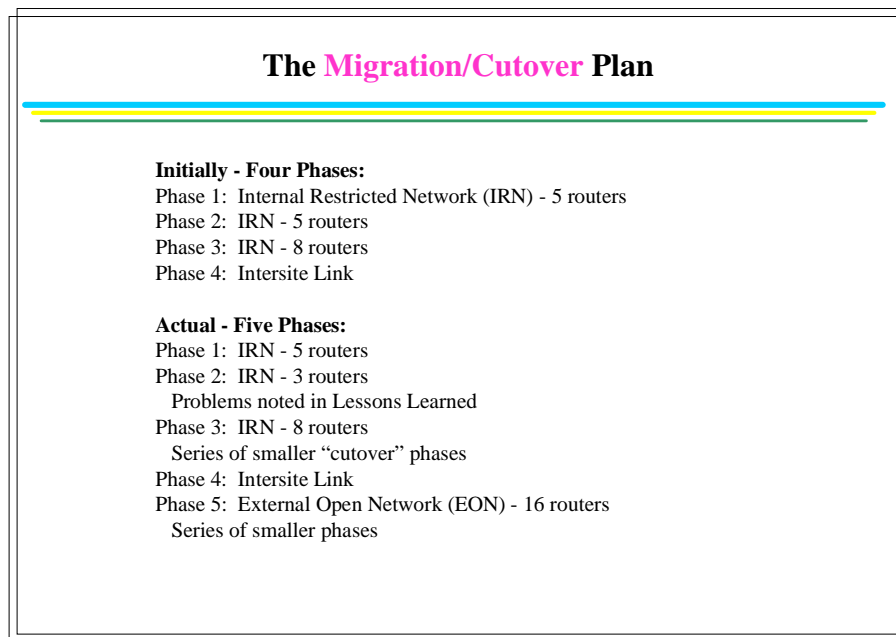 The Migration/Cutover Plan
Initially - Four Phases:
Phase 1:  Internal Restricted Network (IRN) - 5 routers
Phase 2:  IRN - 5 routers
Phase 3:  IRN - 8 routers
Phase 4:  Intersite Link
Actual - Five Phases:
Phase 1:  IRN - 5 routers
Phase 2:  IRN - 3 routers
Problems noted in Lessons Learned
Phase 3:  IRN - 8 routers
Series of smaller “cutover” phases
Phase 4:  Intersite Link
Phase 5:  External Open Network (EON) - 16 routers
Series of smaller phases